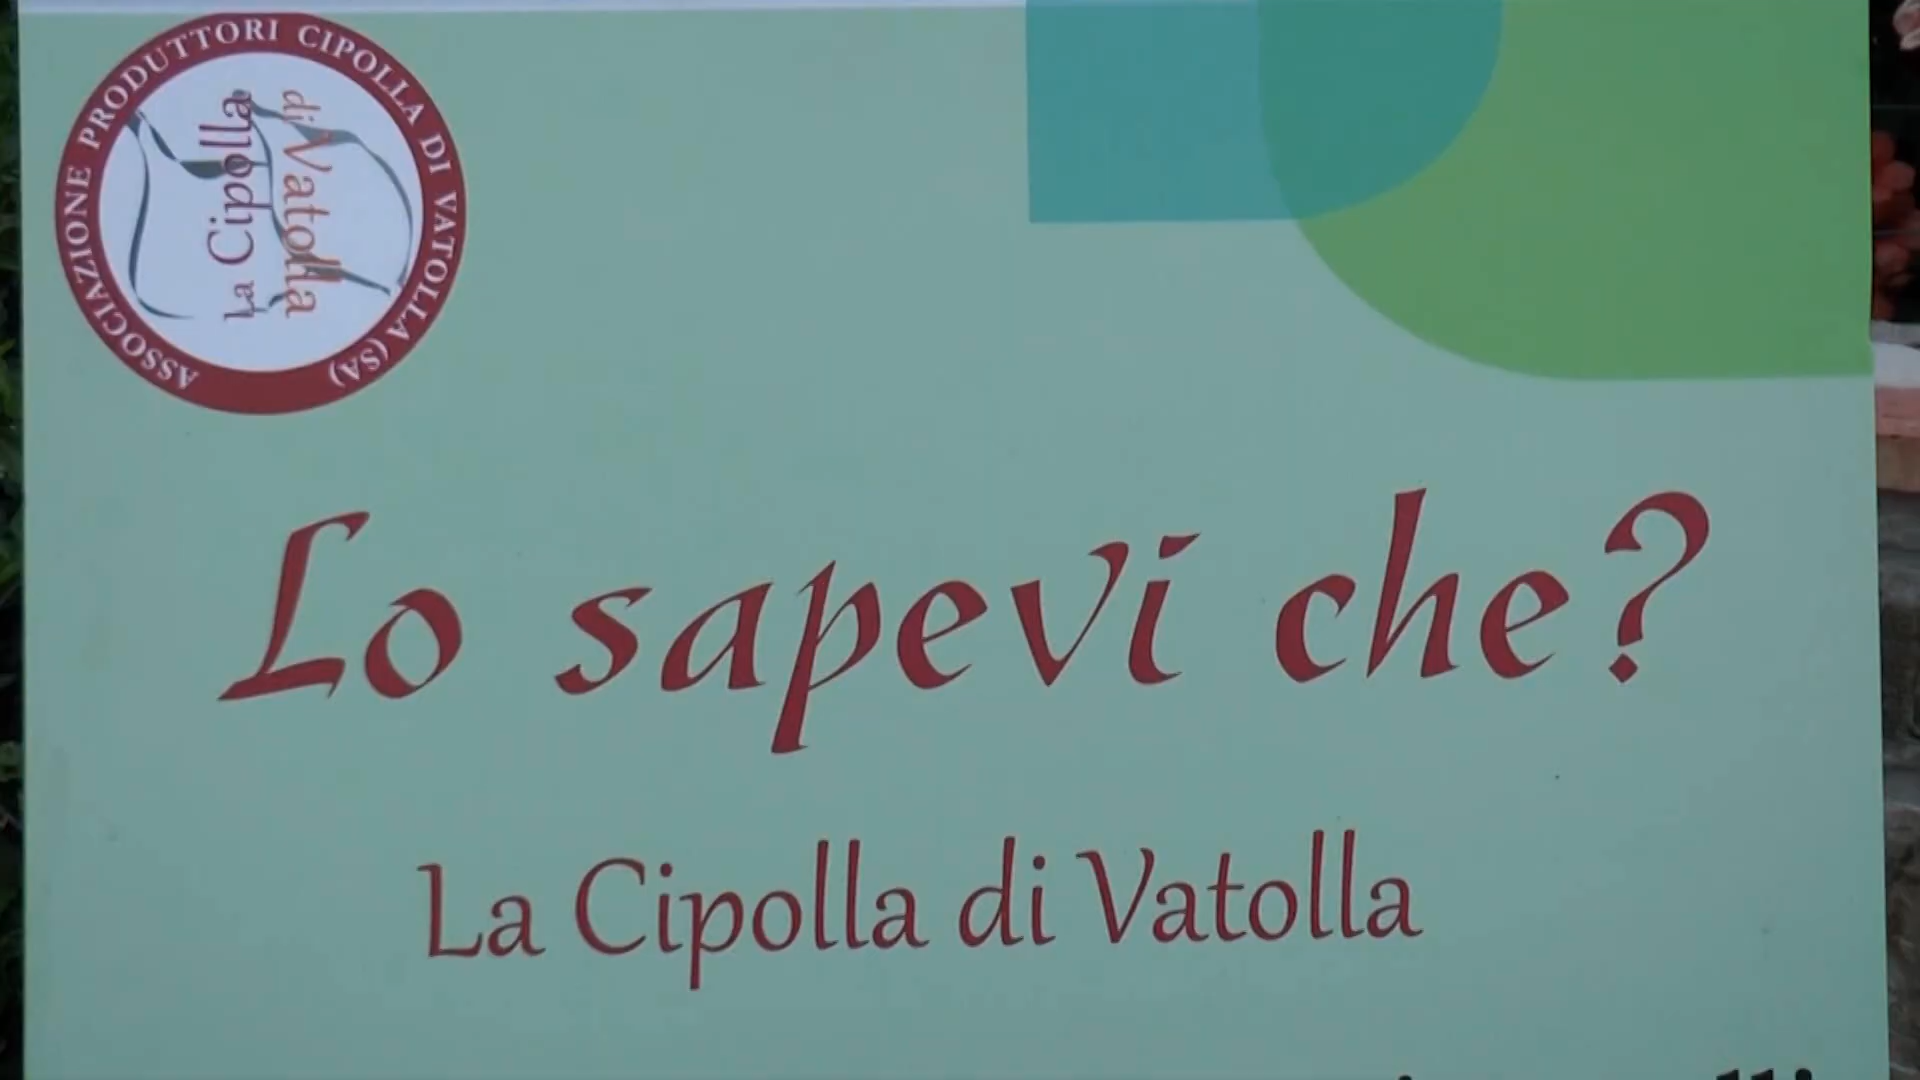 ASSOCIAZIONE PRODUTTORI CIPOLLA DI VATOLLA (SA)
La Cipolla
di Vatolla
Lo sapevi che?
La Cipolla di Vatolla